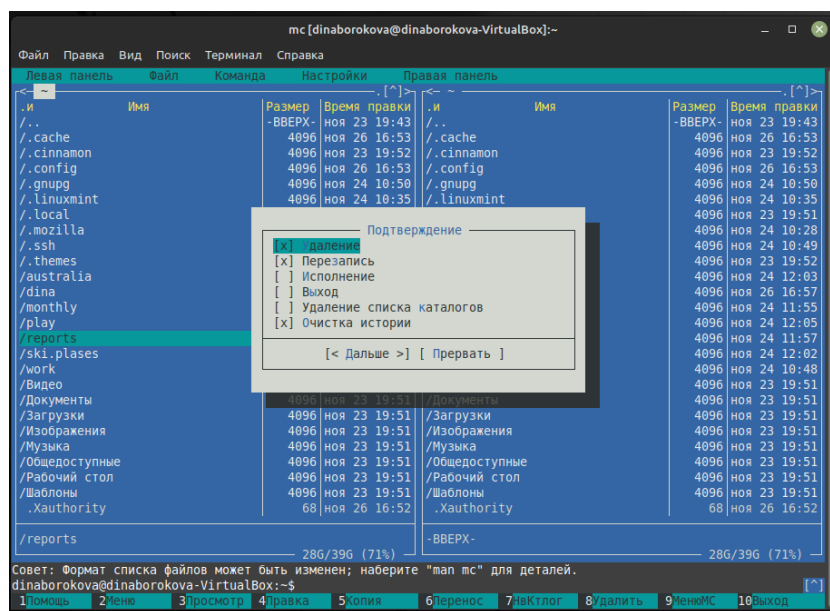 mc [dinaborokova@dinaborokova-VirtualBox]:~
Файл Правка Вид Поиск Терминал Справка
Левая панель Файл Команда Настройки Правая панель
<- ~ .[^]> <- ~ .[^]>
.и Имя Размер Время правки .и Имя Размер Время правки
/.. -ВВЕРХ- ноя 23 19:43 /.. -ВВЕРХ- ноя 23 19:43
/.cache 4096 ноя 26 16:53 /.cache 4096 ноя 26 16:53
/.cinnamon 4096 ноя 23 19:52 /.cinnamon 4096 ноя 23 19:52
/.config 4096 ноя 26 16:53 /.config 4096 ноя 26 16:53
/.gnupg 4096 ноя 24 10:50 /.gnupg 4096 ноя 24 10:50
/.linuxmint 4096 ноя 24 10:35 /.linuxmint 4096 ноя 24 10:35
/.local 4096 ноя 23 19:51
/.mozilla Подтверждение 4096 ноя 24 10:28
/.ssh [x] Удаление 4096 ноя 24 10:49
/.themes [x] Перезапись 4096 ноя 23 19:52
/australia [ ] Исполнение 4096 ноя 24 12:03
/dina [ ] Выход 4096 ноя 26 16:57
/monthly [ ] Удаление списка каталогов 4096 ноя 24 11:55
/play [x] Очистка истории 4096 ноя 24 12:05
/reports 4096 ноя 24 11:57
/ski.plases [< Дальше >] [ Прервать ] 4096 ноя 24 12:02
/work 4096 ноя 24 10:48
/Видео 4096 ноя 23 19:51
/Документы 4096 ноя 23 19:51 /Документы 4096 ноя 23 19:51
/Загрузки 4096 ноя 23 19:51 /Загрузки 4096 ноя 23 19:51
/Изображения 4096 ноя 23 19:51 /Изображения 4096 ноя 23 19:51
/Музыка 4096 ноя 23 19:51 /Музыка 4096 ноя 23 19:51
/Общедоступные 4096 ноя 23 19:51 /Общедоступные 4096 ноя 23 19:51
/Рабочий стол 4096 ноя 23 19:51 /Рабочий стол 4096 ноя 23 19:51
/Шаблоны 4096 ноя 23 19:51 /Шаблоны 4096 ноя 23 19:51
.Xauthority 68 ноя 26 16:52 .Xauthority 68 ноя 26 16:52
/reports -ВВЕРХ-
28G/39G (71%) 28G/39G (71%)
Совет: Формат списка файлов может быть изменен; наберите "man mc" для деталей.
dinaborokova@dinaborokova-VirtualBox:~$ [^]
1Помощь 2Меню 3Просмотр 4Правка 5Копия 6Перенос 7НвКтлог 8Удалить 9МенюМС 10Выход